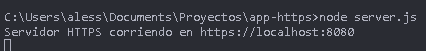 C:\Users\aless\Documents\Proyectos\app-https>node server.js
Servidor HTTPS corriendo en https://localhost:8080